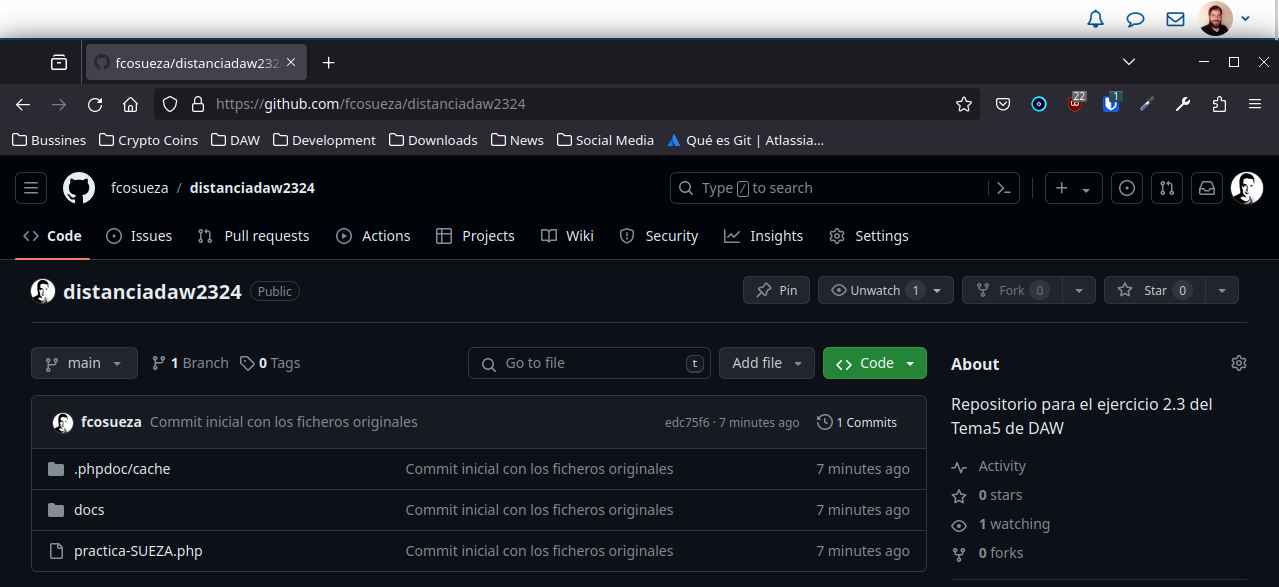 fcosueza/distanciadaw232
https://github.com/fcosueza/distanciadaw2324
22
1
Bussines Crypto Coins DAW Development Downloads News Social Media Qué es Git | Atlassia...
fcosueza / distanciadaw2324
Type / to search
Code Issues Pull requests Actions Projects Wiki Security Insights Settings
distanciadaw2324 Public
Pin Unwatch 1 Fork 0 Star 0
main 1 Branch 0 Tags Go to file t Add file Code
About
Repositorio para el ejercicio 2.3 del
Tema5 de DAW
Activity
0 stars
1 watching
0 forks
fcosueza Commit inicial con los ficheros originales edc75f6 · 7 minutes ago 1 Commits
.phpdoc/cache Commit inicial con los ficheros originales 7 minutes ago
docs Commit inicial con los ficheros originales 7 minutes ago
practica-SUEZA.php Commit inicial con los ficheros originales 7 minutes ago